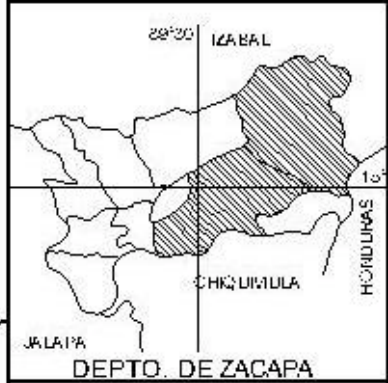 89°30'
IZABAL
15°
HONDURAS
CHIQUIMULA
JALAPA
DEPTO. DE ZACAPA